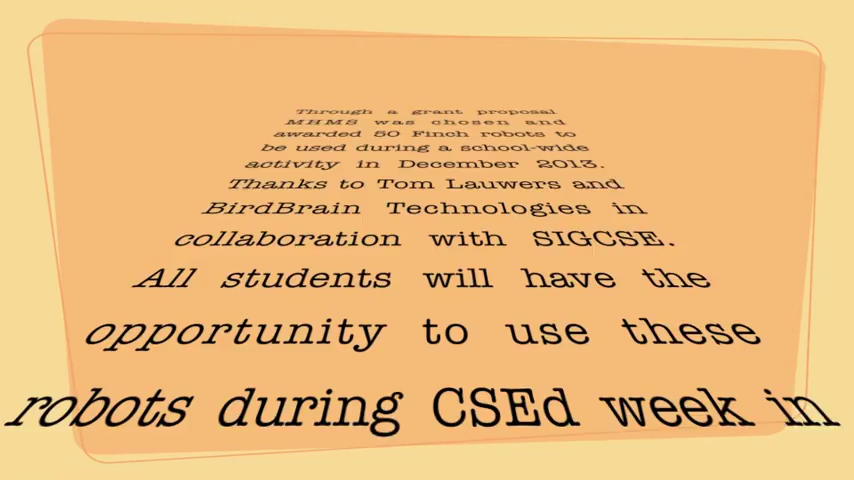 Through a grant proposal
MHMS was chosen and
awarded 50 Finch robots to
be used during a school-wide
activity in December 2013.
Thanks to Tom Lauwers and
BirdBrain Technologies in
collaboration with SIGCSE.
All students will have the
opportunity to use these
robots during CSEd week in